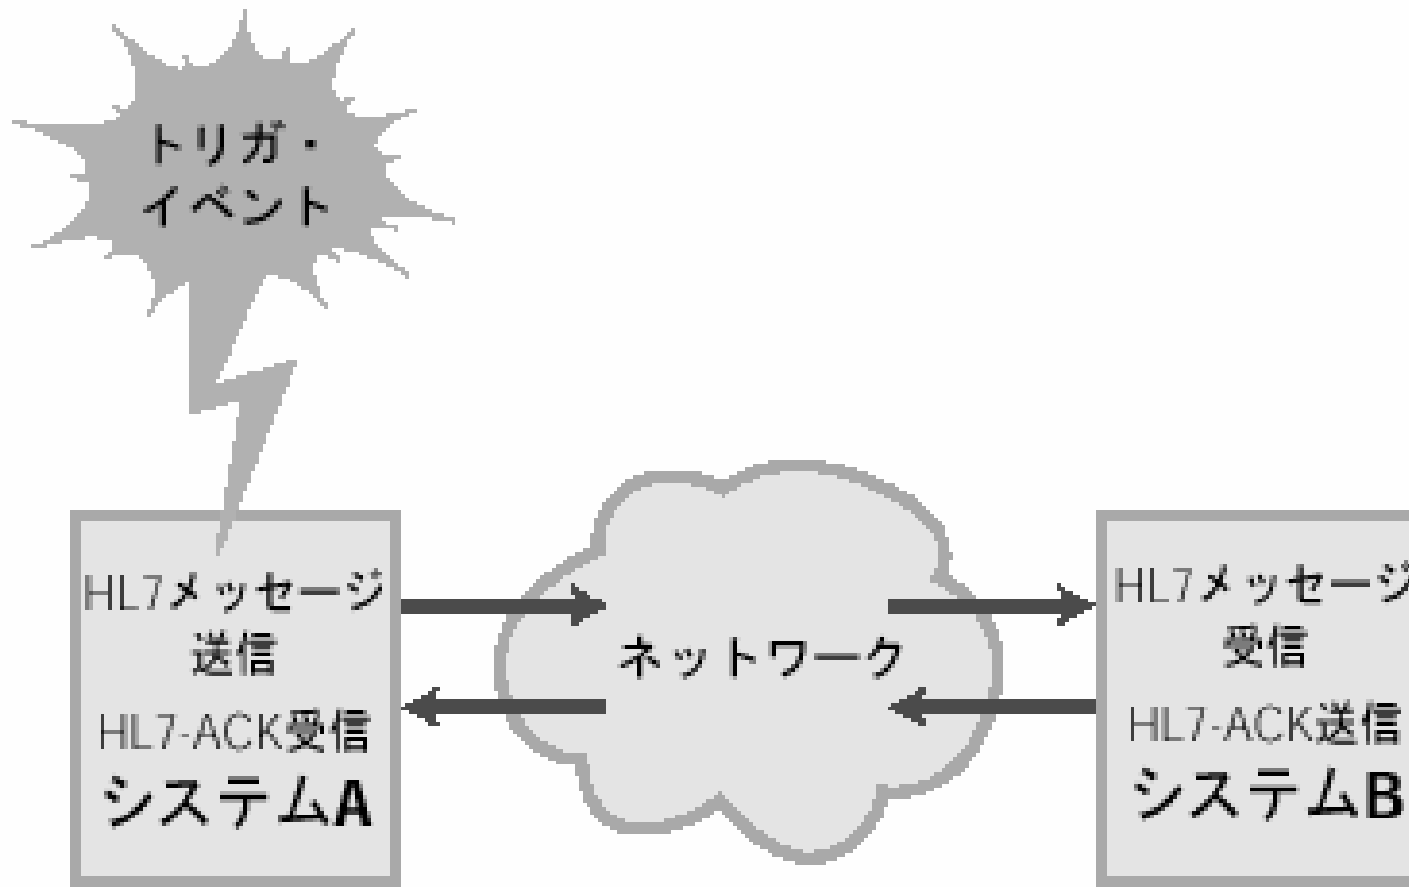 トリガ・
イベント
HL7メッセージ
送信
HL7-ACK受信
システムA
ネットワーク
HL7メッセージ
受信
HL7-ACK送信
システムB